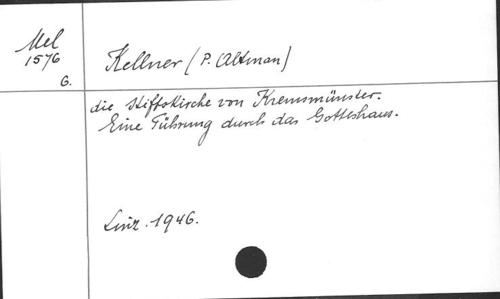 Mel
1576
G.
Kellner (P. Altman)
die Stiftskirche von Kremsmünster.
Eine Führung durch das Gotteshaus.
Linz. 1946.